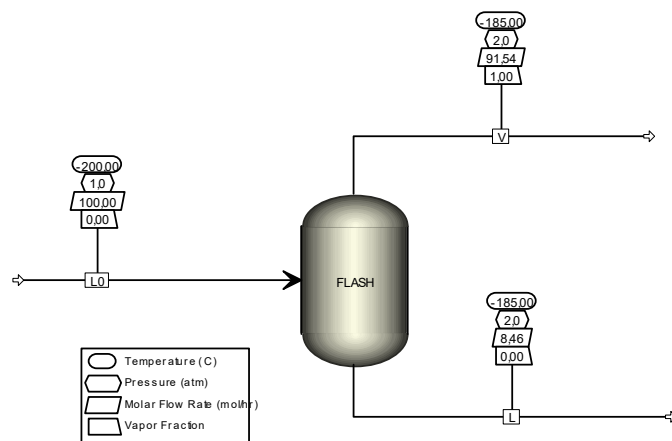 -185,00
2,0
91,54
1,00
V
-200,00
1,0
100,00
0,00
L0
FLASH
-185,00
2,0
8,46
0,00
L
Temperature (C)
Pressure (atm)
Molar Flow Rate (mol/hr)
Vapor Fraction